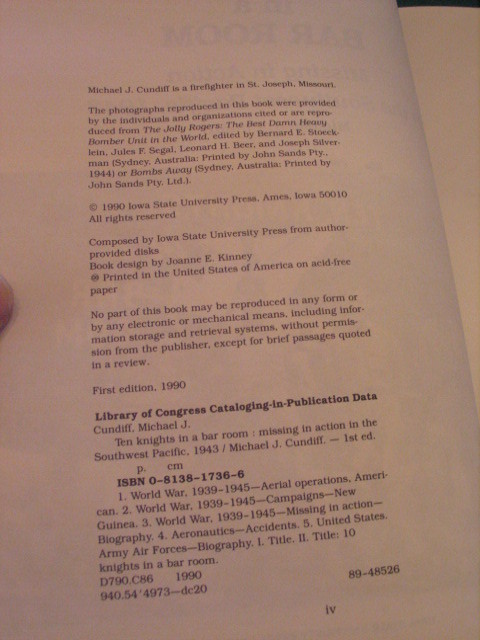 Michael J. Cundiff is a firefighter in St. Joseph, Missouri.
The photographs reproduced in this book were provided
by the individuals and organizations cited or are repro-
duced from The Jolly Rogers: The Best Damn Heavy
Bomber Unit in the World, edited by Bernard E. Stoeck-
lein, Jules F. Segal, Leonard H. Beer, and Joseph Silver-
man (Sydney, Australia: Printed by John Sands Pty.,
1944) or Bombs Away (Sydney, Australia: Printed by
John Sands Pty. Ltd.).
© 1990 Iowa State University Press, Ames, Iowa 50010
All rights reserved
Composed by Iowa State University Press from author-
provided disks
Book design by Joanne E. Kinney
♾ Printed in the United States of America on acid-free
paper
No part of this book may be reproduced in any form or
by any electronic or mechanical means, including infor-
mation storage and retrieval systems, without permis-
sion from the publisher, except for brief passages quoted
in a review.
First edition, 1990
Library of Congress Cataloging-in-Publication Data
Cundiff, Michael J.
Ten knights in a bar room : missing in action in the
Southwest Pacific, 1943 / Michael J. Cundiff. — 1st ed.
p. cm
ISBN 0-8138-1736-6
1. World War, 1939-1945—Aerial operations, Ameri-
can. 2. World War, 1939-1945—Campaigns—New
Guinea. 3. World War, 1939-1945—Missing in action—
Biography. 4. Aeronautics—Accidents. 5. United States.
Army Air Forces—Biography. I. Title. II. Title: 10
knights in a bar room.
D790.C86 1990
940.54'4973—dc20 89-48526
iv